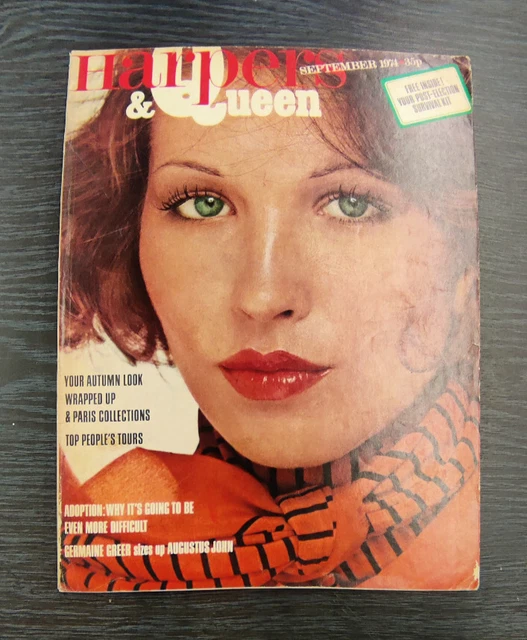 Harpers
& Queen
SEPTEMBER 1974 35p
FREE INSIDE!
YOUR POST-ELECTION
SURVIVAL KIT
YOUR AUTUMN LOOK
WRAPPED UP
& PARIS COLLECTIONS
TOP PEOPLE'S TOURS
ADOPTION: WHY IT'S GOING TO BE
EVEN MORE DIFFICULT
GERMAINE GREER sizes up AUGUSTUS JOHN